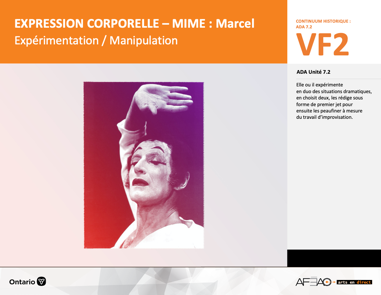 EXPRESSION CORPORELLE – MIME : Marcel
Expérimentation / Manipulation
CONTINUUM HISTORIQUE :
ADA 7.2
VF2
ADA Unité 7.2
Elle ou il expérimente
en duo des situations dramatiques,
en choisit deux, les rédige sous
forme de premier jet pour
ensuite les peaufiner à mesure
du travail d'improvisation.
Ontario
AFEAO arts en direct